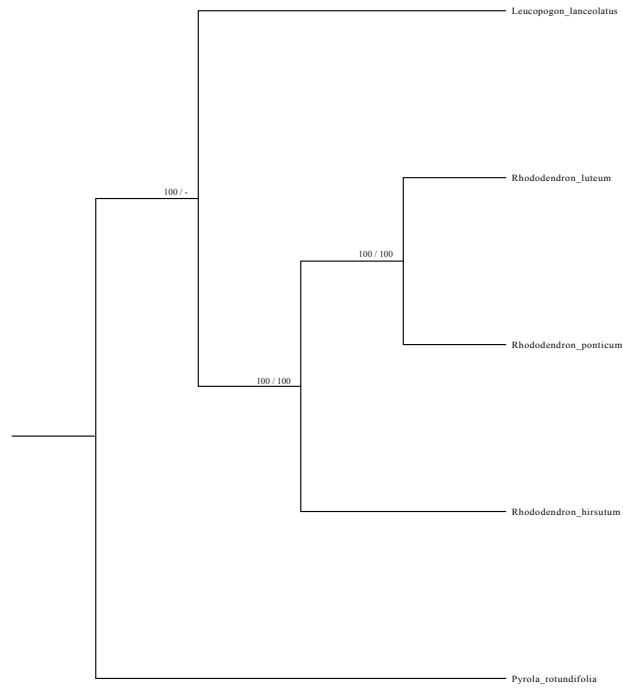 Leucopogon_lanceolatus
Rhododendron_luteum
100 / -
100 / 100
Rhododendron_ponticum
100 / 100
Rhododendron_hirsutum
Pyrola_rotundifolia